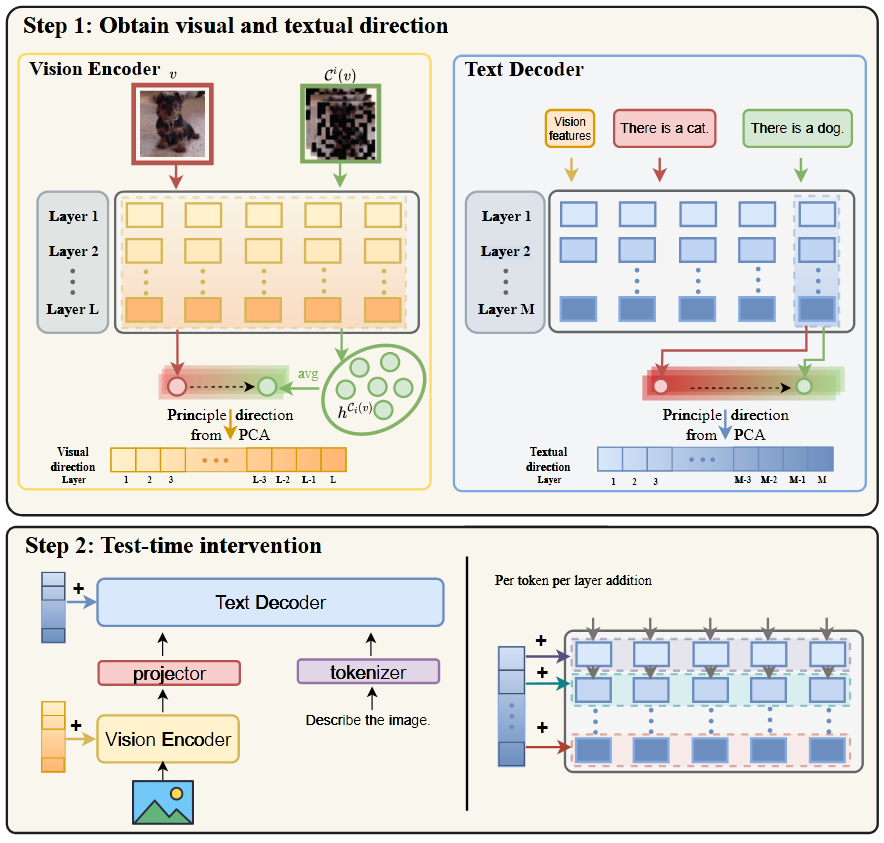 Step 1: Obtain visual and textual direction
Vision Encoder
v
𝒞ⁱ(v)
Layer 1
Layer 2
Layer L
avg
h^{𝒞ᵢ(v)}
Principle direction
from PCA
Visual
direction
Layer
1 2 3 L-3 L-2 L-1 L
Text Decoder
Vision
features
There is a cat.
There is a dog.
Layer 1
Layer 2
Layer M
Principle direction
from PCA
Textual
direction
Layer
1 2 3 M-3 M-2 M-1 M
Step 2: Test-time intervention
+
Text Decoder
projector
tokenizer
+
Vision Encoder
Describe the image.
Per token per layer addition
+
+
+